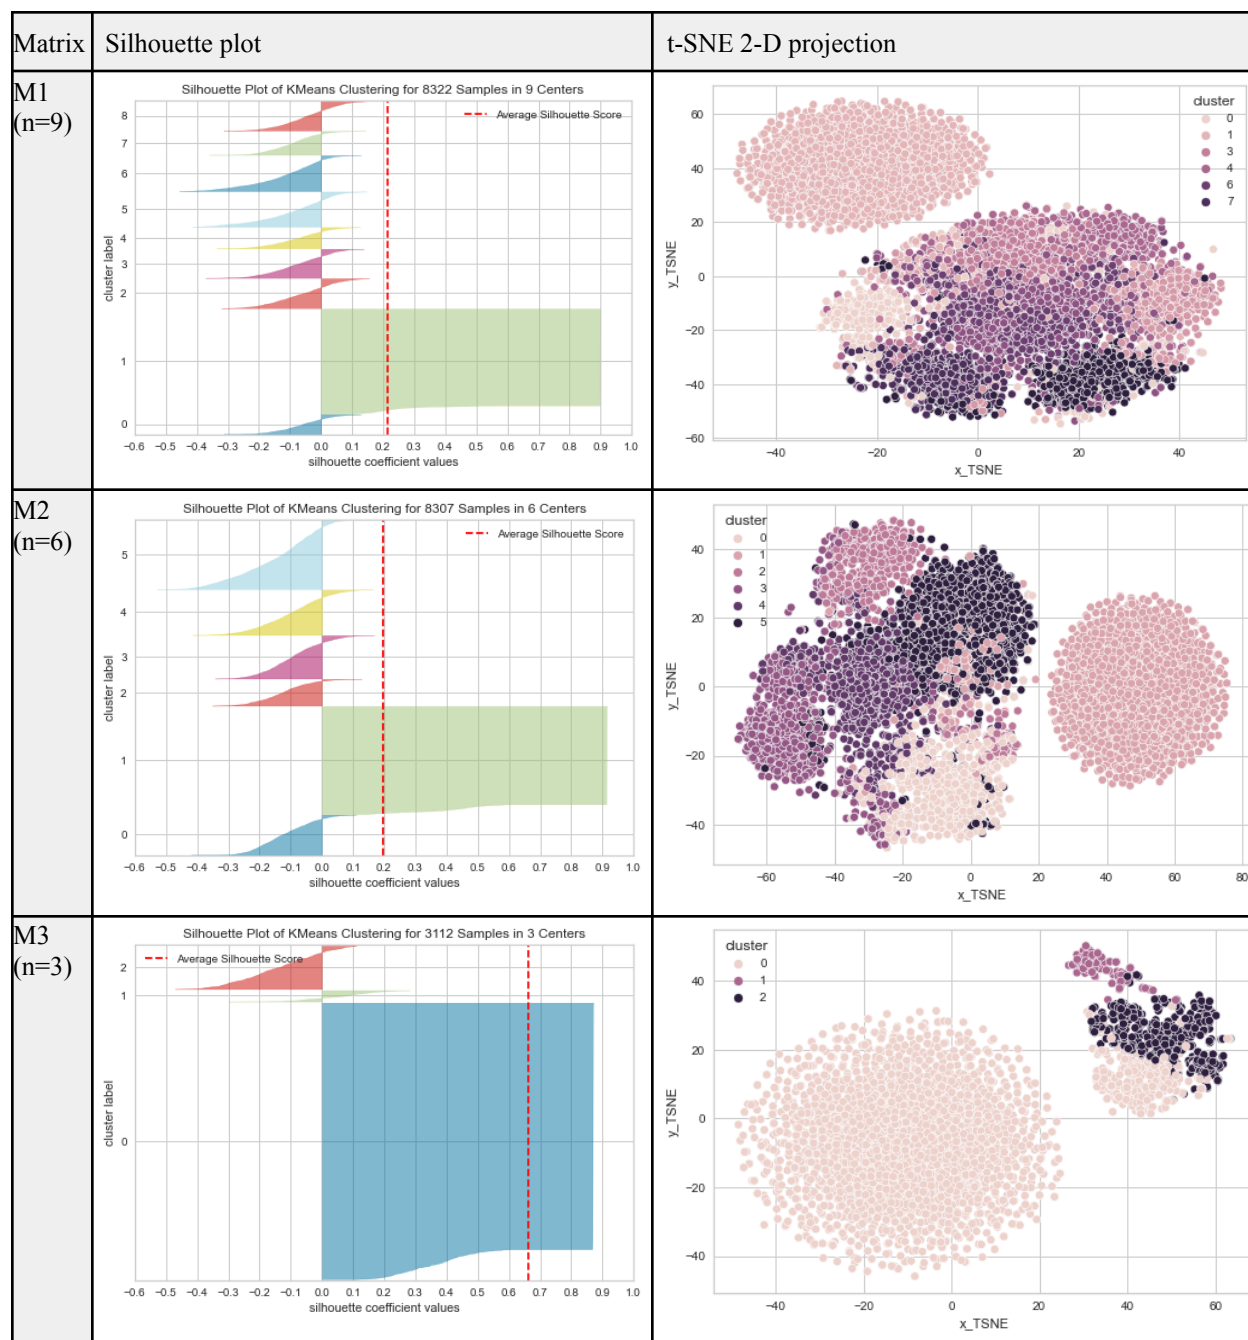 Matrix Silhouette plot t-SNE 2-D projection
M1
(n=9)
Silhouette Plot of KMeans Clustering for 8322 Samples in 9 Centers
Average Silhouette Score
cluster label
8
7
6
5
4
3
2
1
0
−0.6 −0.5 −0.4 −0.3 −0.2 −0.1 0.0 0.1 0.2 0.3 0.4 0.5 0.6 0.7 0.8 0.9 1.0
silhouette coefficient values
cluster
0
1
3
4
6
7
y_TSNE
60
40
20
0
−20
−40
−60
−40 −20 0 20 40
x_TSNE
M2
(n=6)
Silhouette Plot of KMeans Clustering for 8307 Samples in 6 Centers
Average Silhouette Score
cluster label
5
4
3
2
1
0
−0.6 −0.5 −0.4 −0.3 −0.2 −0.1 0.0 0.1 0.2 0.3 0.4 0.5 0.6 0.7 0.8 0.9 1.0
silhouette coefficient values
cluster
0
1
2
3
4
5
y_TSNE
40
20
0
−20
−40
−60 −40 −20 0 20 40 60 80
x_TSNE
M3
(n=3)
Silhouette Plot of KMeans Clustering for 3112 Samples in 3 Centers
Average Silhouette Score
cluster label
2
1
0
−0.6 −0.5 −0.4 −0.3 −0.2 −0.1 0.0 0.1 0.2 0.3 0.4 0.5 0.6 0.7 0.8 0.9 1.0
silhouette coefficient values
cluster
0
1
2
y_TSNE
40
20
0
−20
−40
−40 −20 0 20 40 60
x_TSNE